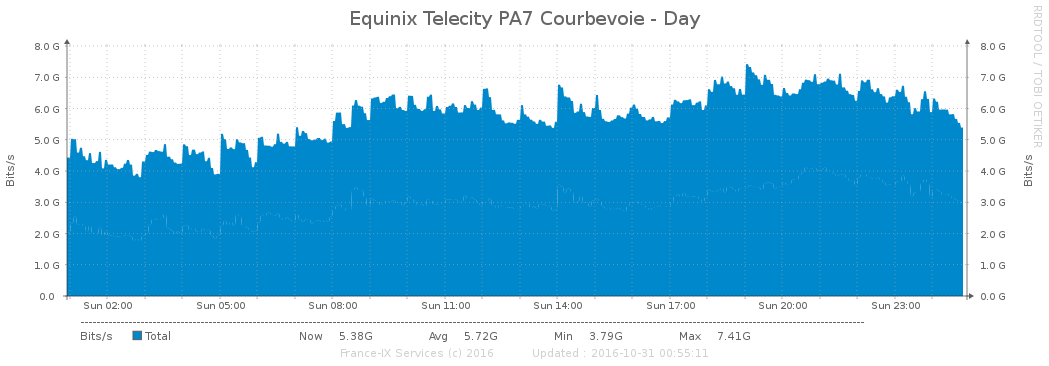 Equinix Telecity PA7 Courbevoie - Day
RRDTOOL / TOBI OETIKER
8.0 G 8.0 G
7.0 G 7.0 G
6.0 G 6.0 G
5.0 G 5.0 G
4.0 G 4.0 G
3.0 G 3.0 G
2.0 G 2.0 G
1.0 G 1.0 G
0.0 0.0 G
Bits/s
Bits/s
Sun 02:00 Sun 05:00 Sun 08:00 Sun 11:00 Sun 14:00 Sun 17:00 Sun 20:00 Sun 23:00
Bits/s Total Now 5.38G Avg 5.72G Min 3.79G Max 7.41G
France-IX Services (c) 2016 Updated : 2016-10-31 00:55:11